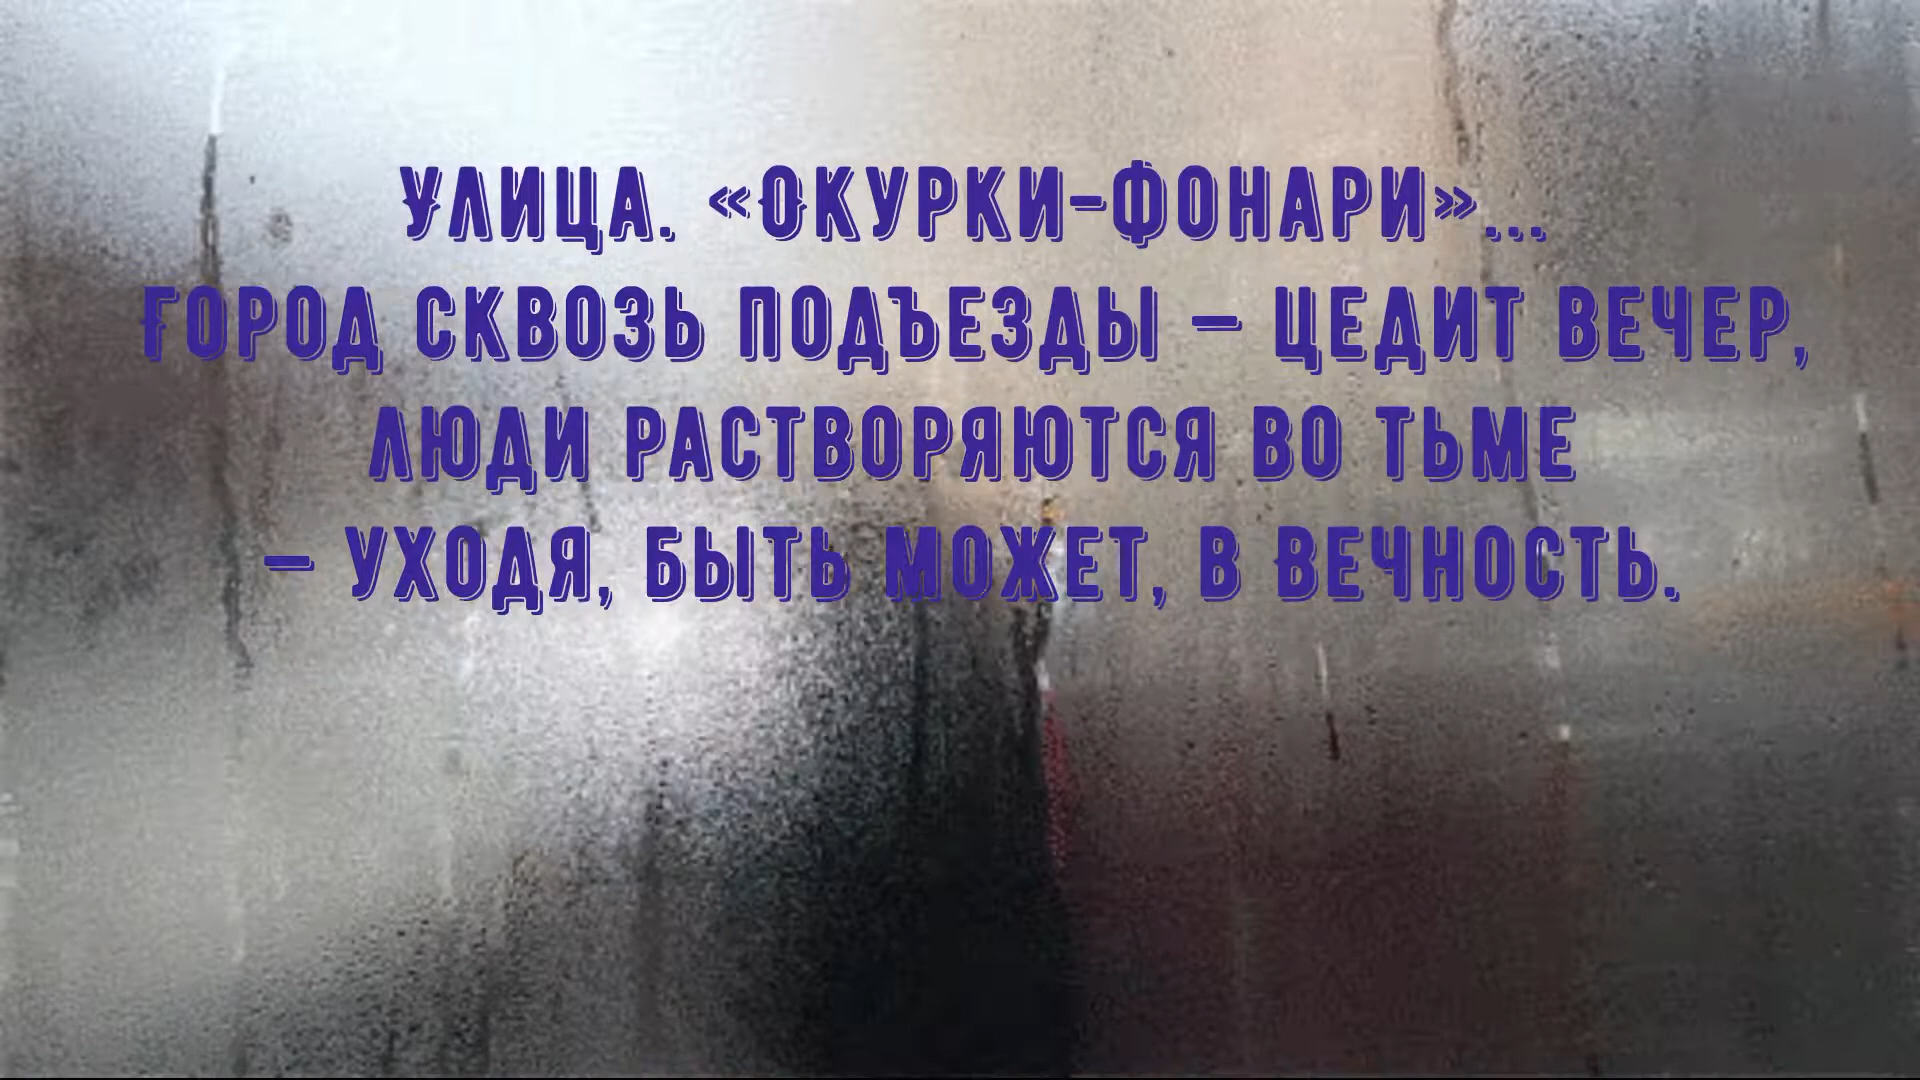 Улица. «Окурки-фонари»...
Город сквозь подъезды – цедит вечер,
люди растворяются во тьме
– уходя, быть может, в Вечность.